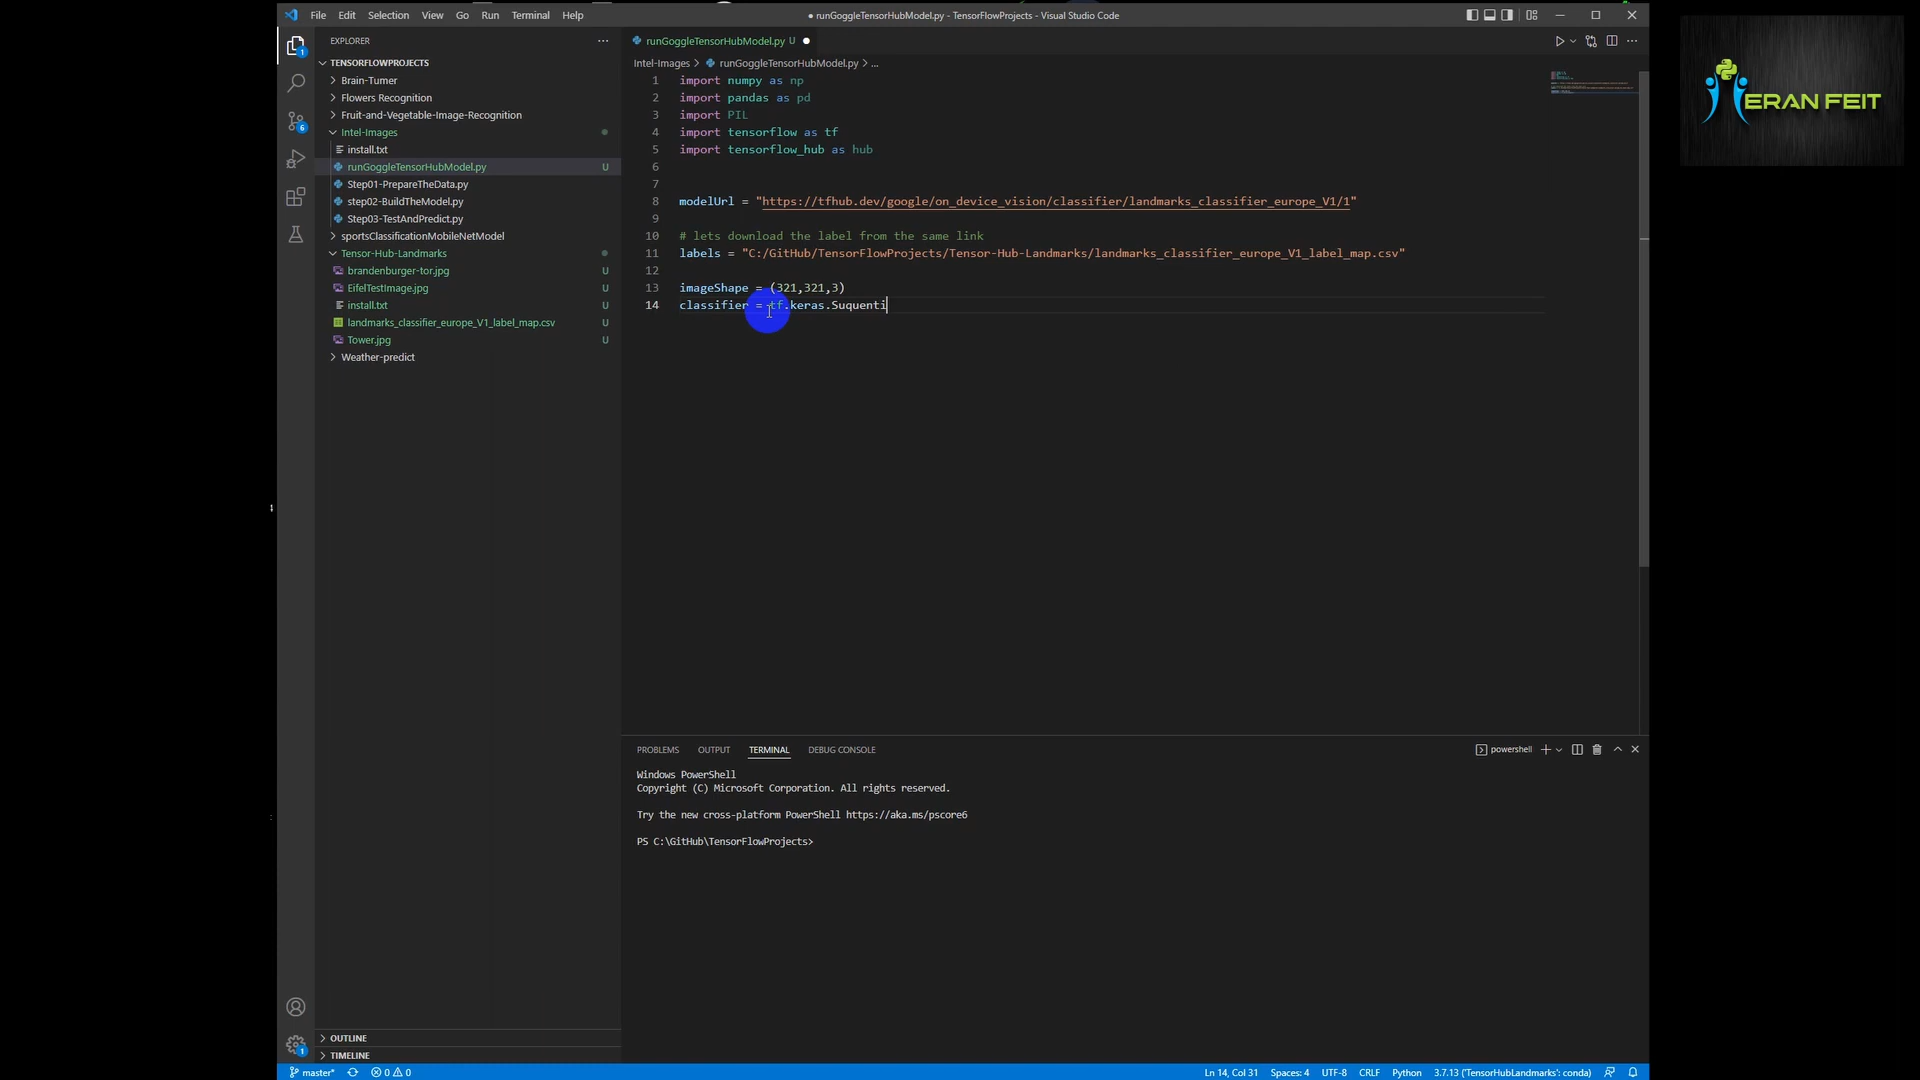 File Edit Selection View Go Run Terminal Help
● runGoggleTensorHubModel.py - TensorFlowProjects - Visual Studio Code
EXPLORER
TENSORFLOWPROJECTS
Brain-Tumer
Flowers Recognition
Fruit-and-Vegetable-Image-Recognition
Intel-Images
install.txt
runGoggleTensorHubModel.py U
Step01-PrepareTheData.py
step02-BuildTheModel.py
Step03-TestAndPredict.py
sportsClassificationMobileNetModel
Tensor-Hub-Landmarks
brandenburger-tor.jpg U
EifelTestImage.jpg U
install.txt U
landmarks_classifier_europe_V1_label_map.csv U
Tower.jpg U
Weather-predict
OUTLINE
TIMELINE
1
6
1
runGoggleTensorHubModel.py U
Intel-Images > runGoggleTensorHubModel.py > ...
1 import numpy as np
2 import pandas as pd
3 import PIL
4 import tensorflow as tf
5 import tensorflow_hub as hub
6
7
8 modelUrl = "https://tfhub.dev/google/on_device_vision/classifier/landmarks_classifier_europe_V1/1"
9
10 # lets download the label from the same link
11 labels = "C:/GitHub/TensorFlowProjects/Tensor-Hub-Landmarks/landmarks_classifier_europe_V1_label_map.csv"
12
13 imageShape = (321,321,3)
14 classifier = tf.keras.Suquenti
PROBLEMS OUTPUT TERMINAL DEBUG CONSOLE
powershell
Windows PowerShell
Copyright (C) Microsoft Corporation. All rights reserved.
Try the new cross-platform PowerShell https://aka.ms/pscore6
PS C:\GitHub\TensorFlowProjects>
master* 0 0
Ln 14, Col 31 Spaces: 4 UTF-8 CRLF Python 3.7.13 ('TensorHubLandmarks': conda)
ERAN FEIT